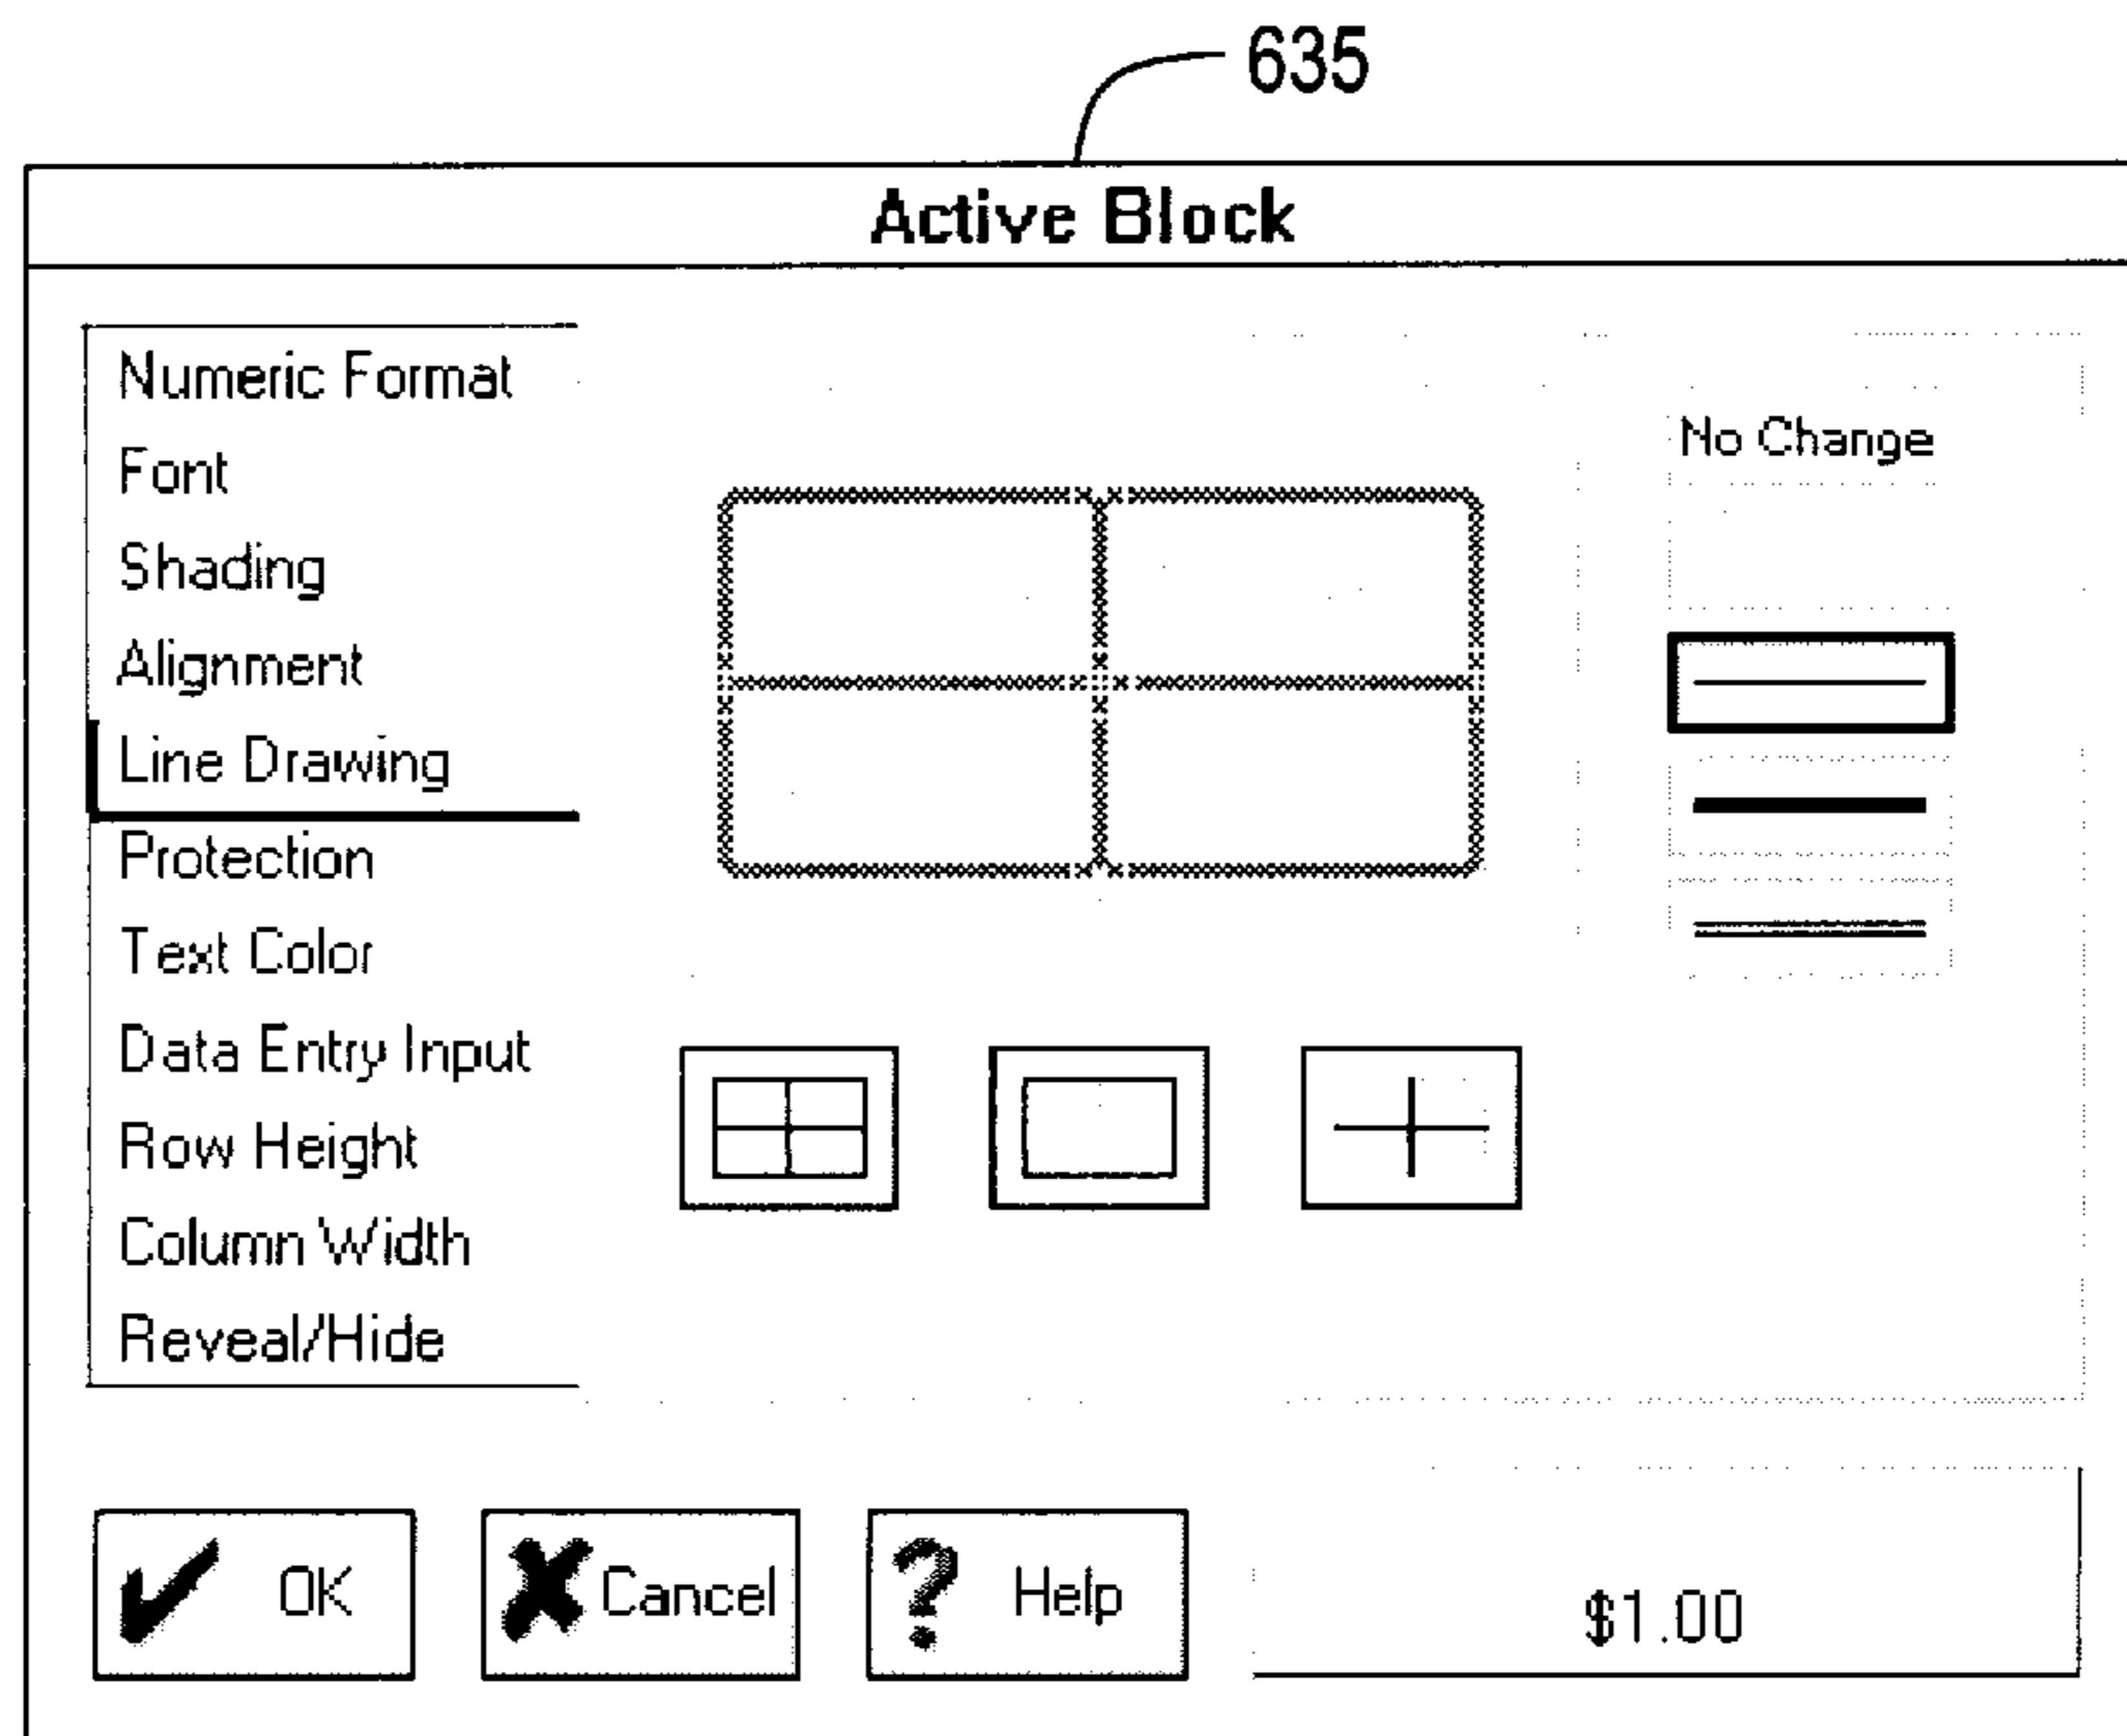 635
Active Block
Numeric Format
Font
Shading
Alignment
Line Drawing
Protection
Text Color
Data Entry Input
Row Height
Column Width
Reveal/Hide
No Change
OK
Cancel
? Help
$1.00